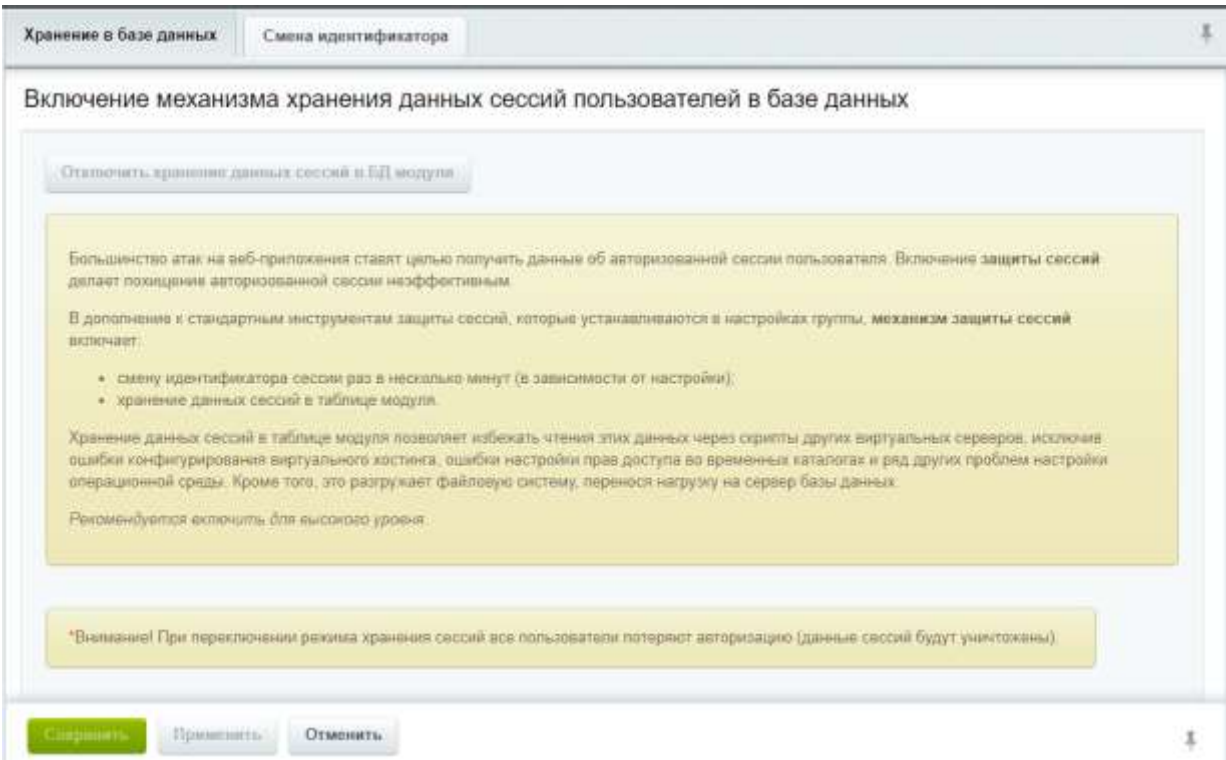 Хранение в базе данных
Смена идентификатора
Включение механизма хранения данных сессий пользователей в базе данных
Отключить хранение данных сессий в БД модуля
Большинство атак на веб-приложения ставят целью получить данные об авторизованной сессии пользователя. Включение защиты сессий
делает похищение авторизованной сессии неэффективным.
В дополнение к стандартным инструментам защиты сессий, которые устанавливаются в настройках группы, механизм защиты сессий
включает:
• смену идентификатора сессии раз в несколько минут (в зависимости от настройки);
• хранение данных сессий в таблице модуля.
Хранение данных сессий в таблице модуля позволяет избежать чтения этих данных через скрипты других виртуальных серверов, исключив
ошибки конфигурирования виртуального хостинга, ошибки настройки прав доступа во временных каталогах и ряд других проблем настройки
операционной среды. Кроме того, это разгружает файловую систему, перенося нагрузку на сервер базы данных.
Рекомендуется включить для высокого уровня.
*Внимание! При переключении режима хранения сессий все пользователи потеряют авторизацию (данные сессий будут уничтожены).
Сохранить
Применить
Отменить